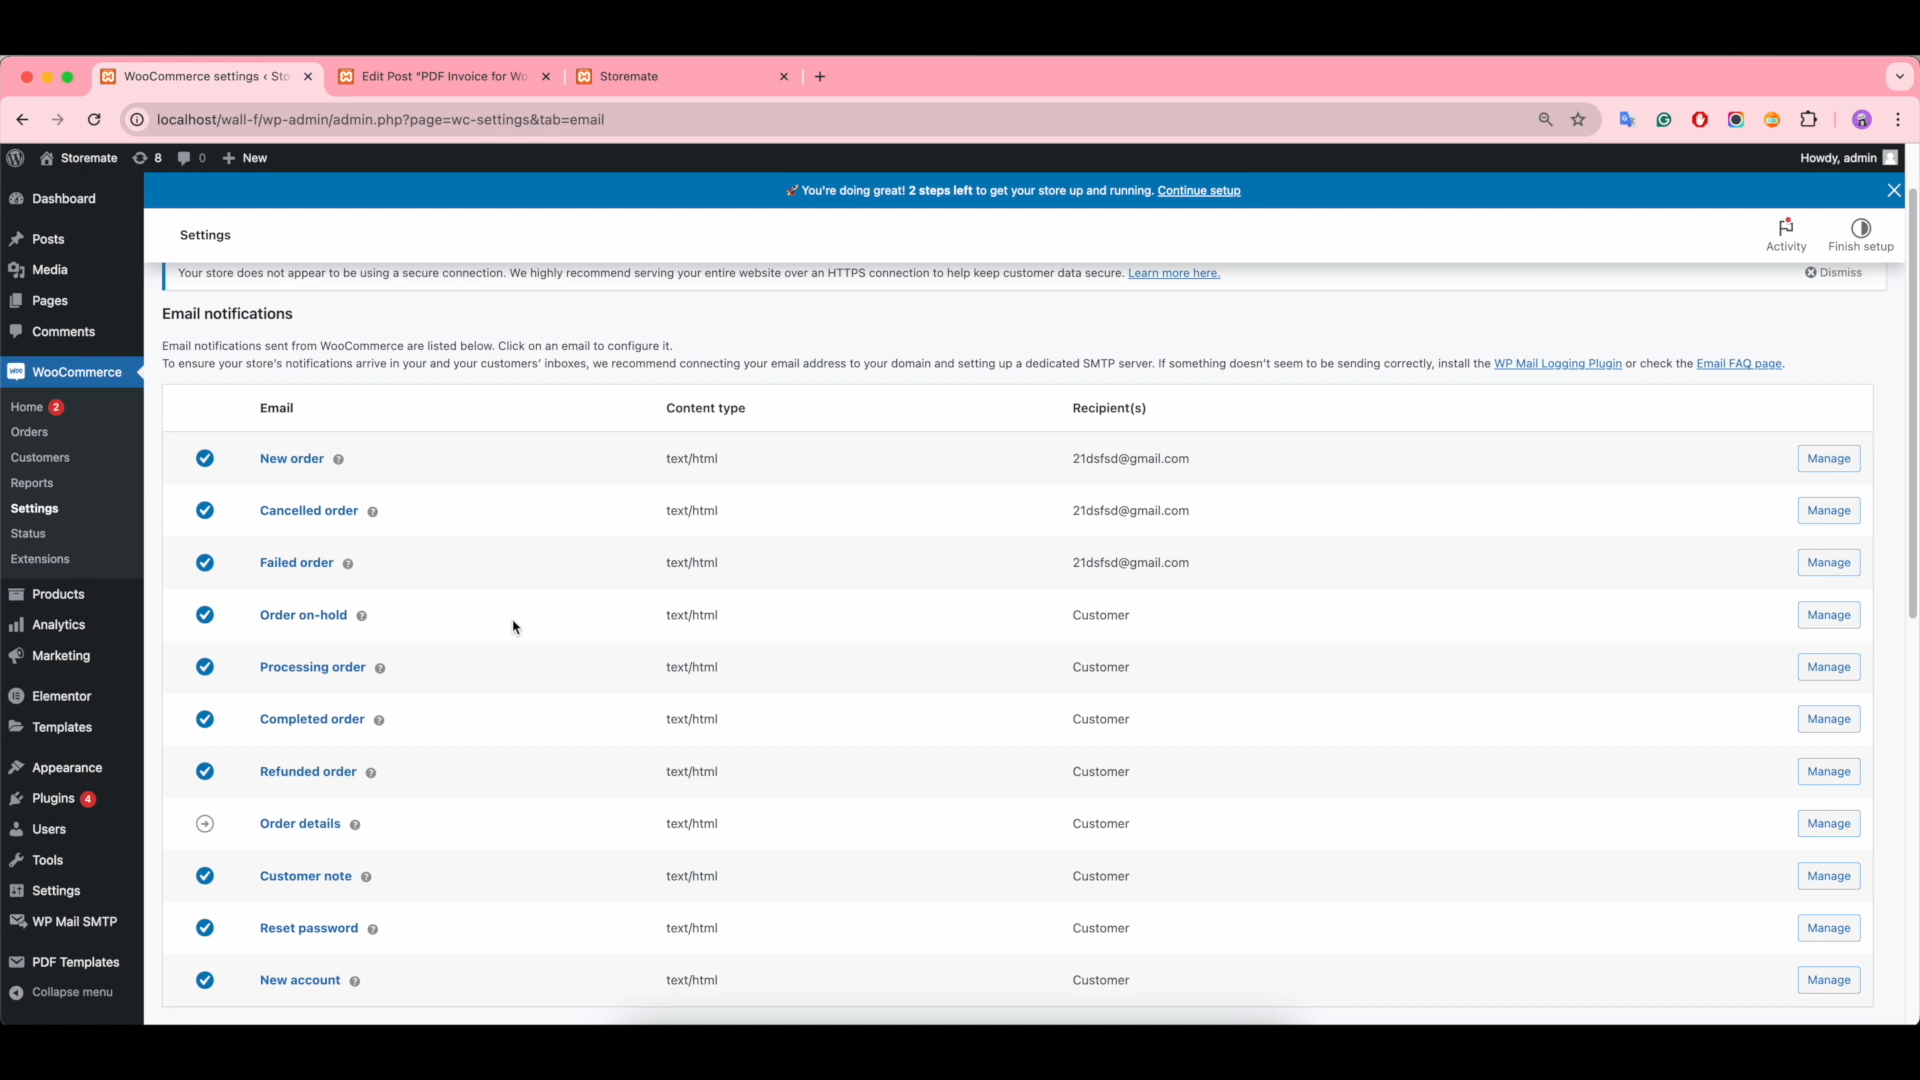 WooCommerce settings ‹ Sto
Edit Post "PDF Invoice for Wo
Storemate
localhost/wall-f/wp-admin/admin.php?page=wc-settings&tab=email
Storemate
8
0
New
Howdy, admin
🚀 You're doing great! 2 steps left to get your store up and running. Continue setup
Settings
Activity
Finish setup
Your store does not appear to be using a secure connection. We highly recommend serving your entire website over an HTTPS connection to help keep customer data secure. Learn more here.
Dismiss
Dashboard
Posts
Media
Pages
Comments
WooCommerce
Home 2
Orders
Customers
Reports
Settings
Status
Extensions
Products
Analytics
Marketing
Elementor
Templates
Appearance
Plugins 4
Users
Tools
Settings
WP Mail SMTP
PDF Templates
Collapse menu
Email notifications
Email notifications sent from WooCommerce are listed below. Click on an email to configure it.
To ensure your store's notifications arrive in your and your customers' inboxes, we recommend connecting your email address to your domain and setting up a dedicated SMTP server. If something doesn't seem to be sending correctly, install the WP Mail Logging Plugin or check the Email FAQ page.
Email Content type Recipient(s)
New order text/html 21dsfsd@gmail.com Manage
Cancelled order text/html 21dsfsd@gmail.com Manage
Failed order text/html 21dsfsd@gmail.com Manage
Order on-hold text/html Customer Manage
Processing order text/html Customer Manage
Completed order text/html Customer Manage
Refunded order text/html Customer Manage
Order details text/html Customer Manage
Customer note text/html Customer Manage
Reset password text/html Customer Manage
New account text/html Customer Manage